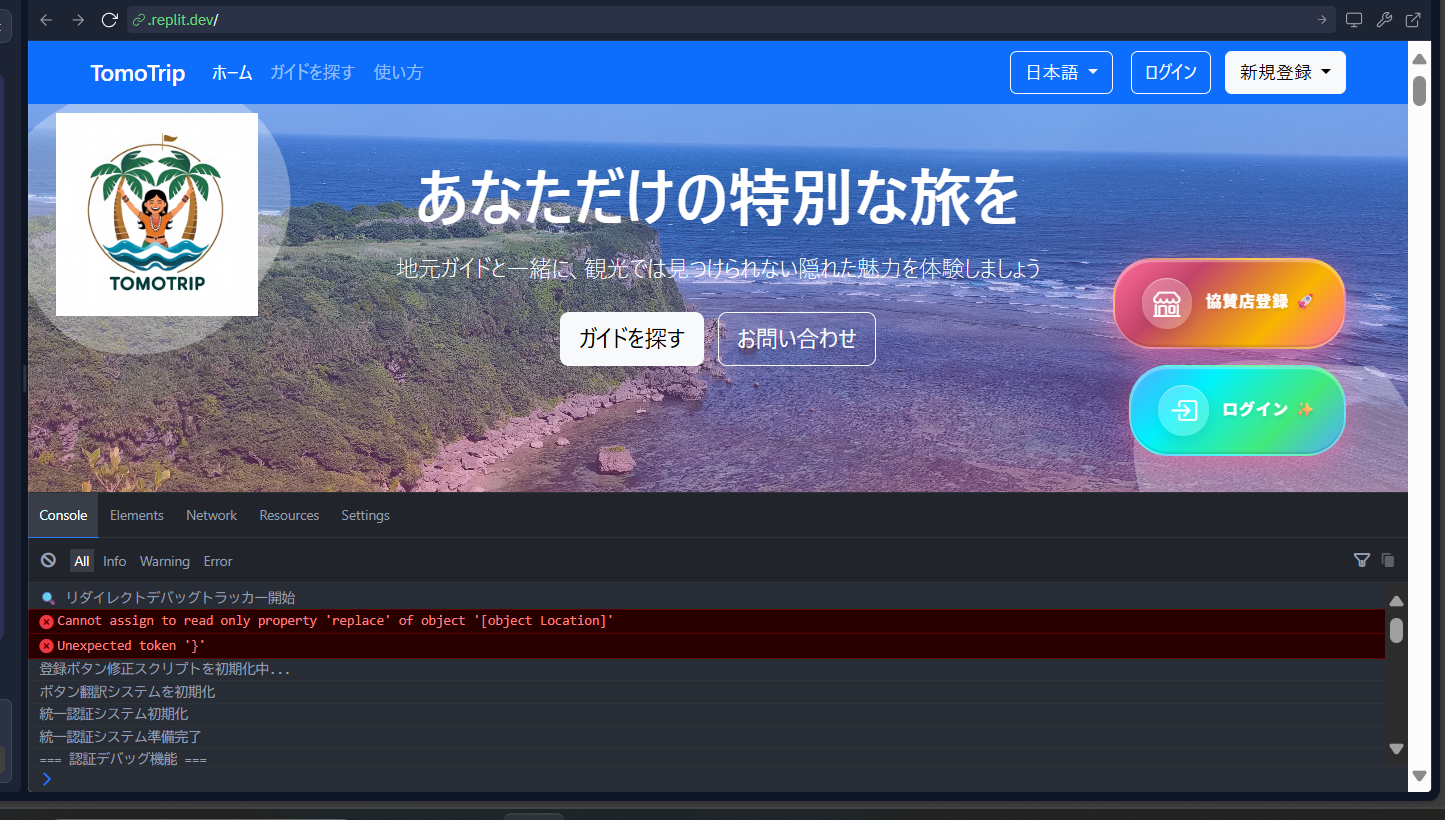 .replit.dev/
TomoTrip ホーム ガイドを探す 使い方 日本語 ログイン 新規登録
TOMOTRIP
あなただけの特別な旅を
地元ガイドと一緒に、観光では見つけられない隠れた魅力を体験しましょう
ガイドを探す お問い合わせ
協賛店登録 🚀
ログイン ✨
Console Elements Network Resources Settings
All Info Warning Error
🔍 リダイレクトデバッグトラッカー開始
Cannot assign to read only property 'replace' of object '[object Location]'
Unexpected token '}'
登録ボタン修正スクリプトを初期化中...
ボタン翻訳システムを初期化
統一認証システム初期化
統一認証システム準備完了
=== 認証デバッグ機能 ===